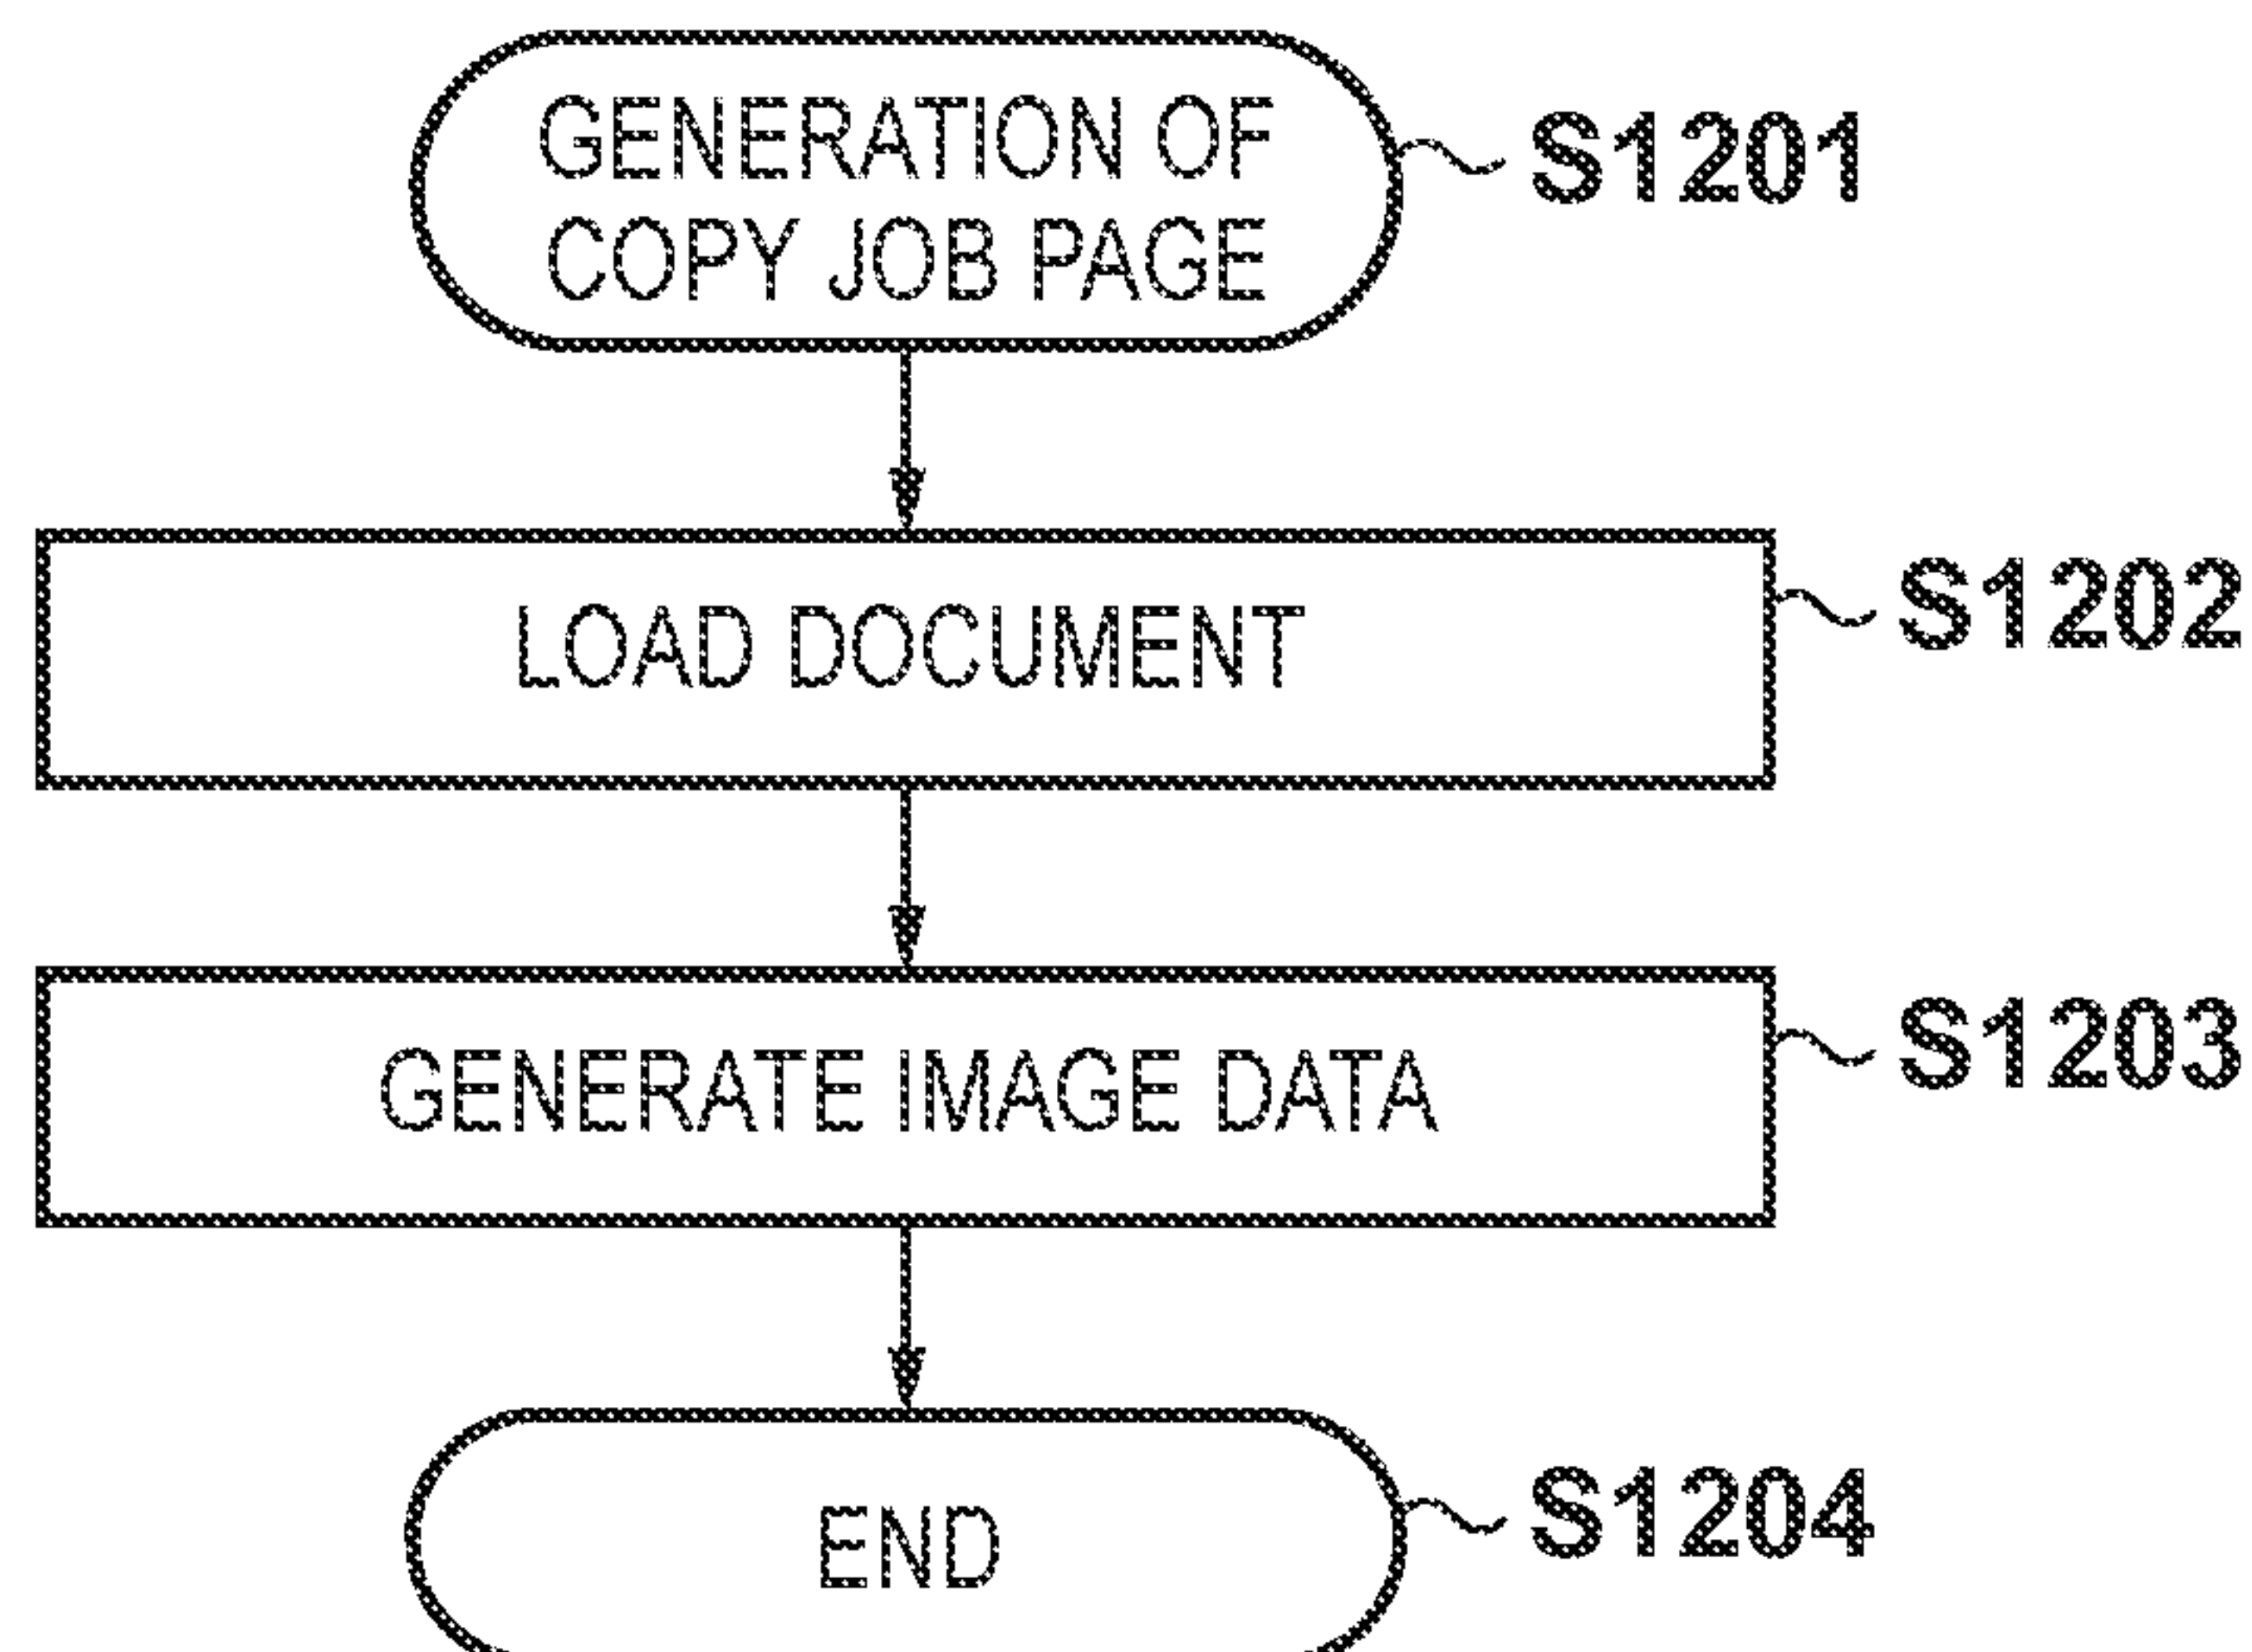 GENERATION OF
COPY JOB PAGE
S1201
LOAD DOCUMENT
S1202
GENERATE IMAGE DATA
S1203
END
S1204